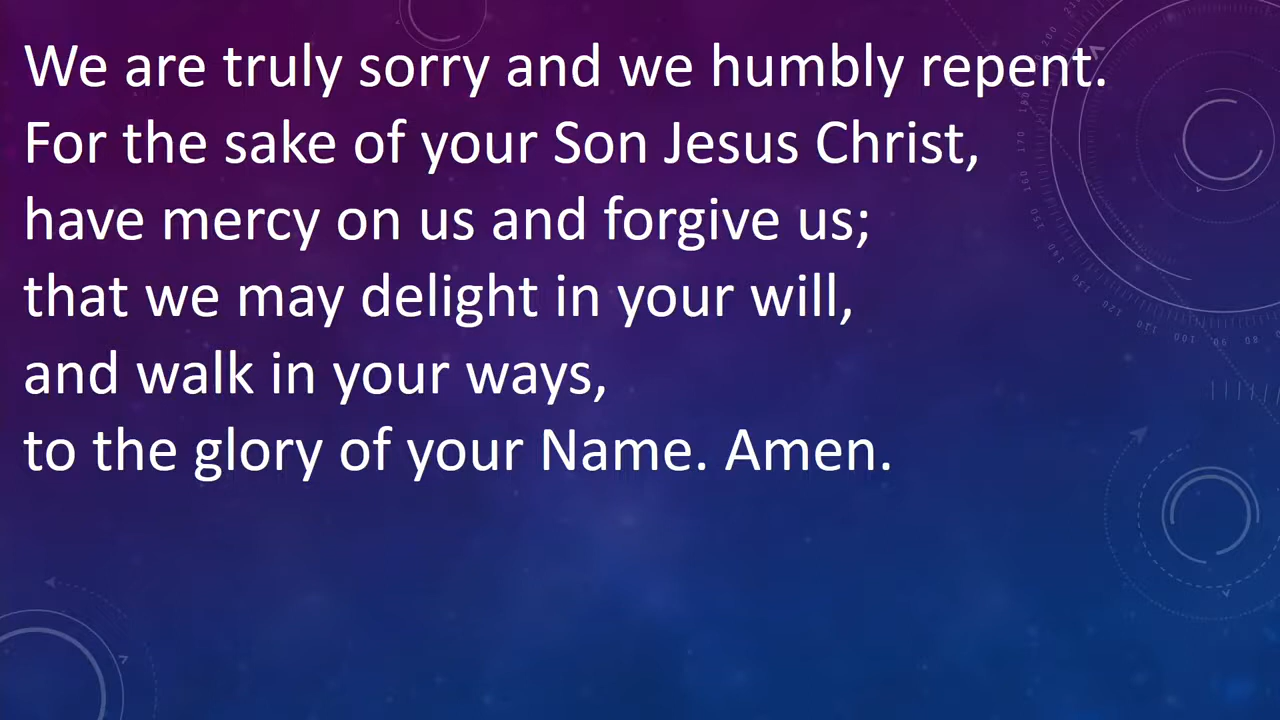 We are truly sorry and we humbly repent.
For the sake of your Son Jesus Christ,
have mercy on us and forgive us;
that we may delight in your will,
and walk in your ways,
to the glory of your Name. Amen.